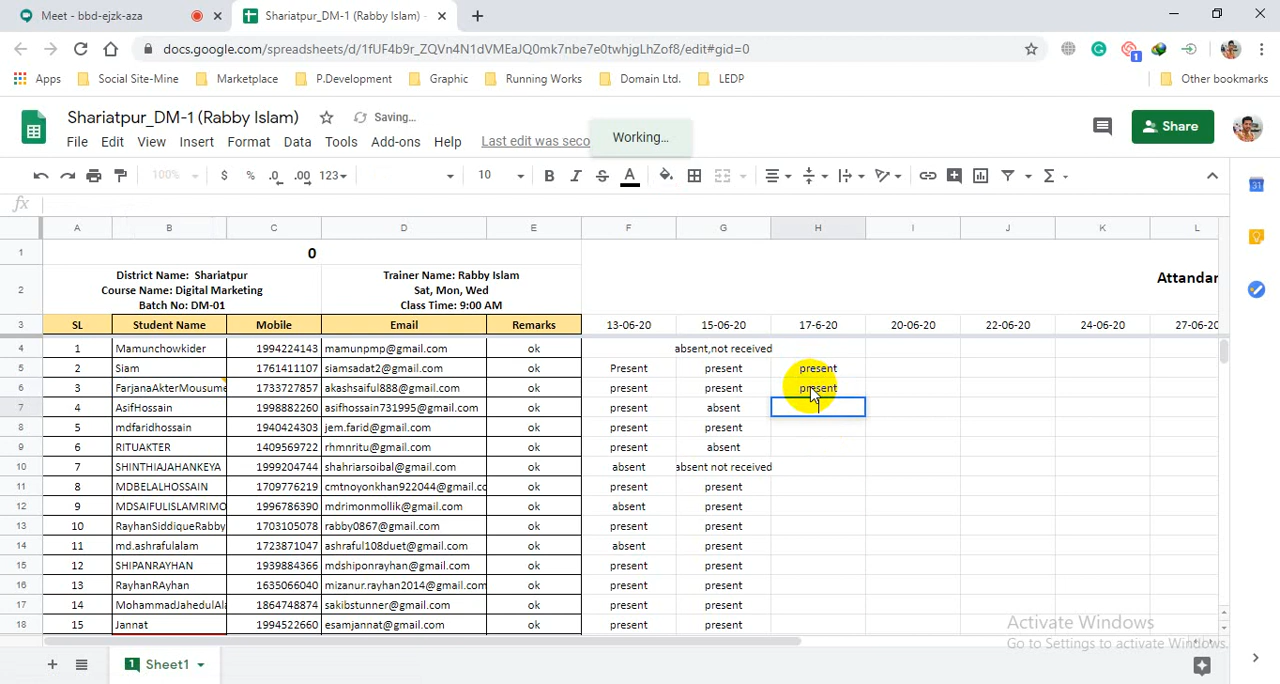 Meet - bbd-ejzk-aza
Shariatpur_DM-1 (Rabby Islam) -
docs.google.com/spreadsheets/d/1fUF4b9r_ZQVn4N1dVMEaJQ0mk7nbe7e0twhjgLhZof8/edit#gid=0
Apps Social Site-Mine Marketplace P.Development Graphic Running Works Domain Ltd. LEDP Other bookmarks
Shariatpur_DM-1 (Rabby Islam) Saving...
File Edit View Insert Format Data Tools Add-ons Help Last edit was seco
Working...
Share
100% $ % .0 .00 123 10 B I S A
fx
A B C D E F G H I J K L
1 0
2 District Name: Shariatpur
Course Name: Digital Marketing
Batch No: DM-01
Trainer Name: Rabby Islam
Sat, Mon, Wed
Class Time: 9:00 AM
Attandar
3 SL Student Name Mobile Email Remarks 13-06-20 15-06-20 17-6-20 20-06-20 22-06-20 24-06-20 27-06-20
4 1 Mamunchowkider 1994224143 mamunpmp@gmail.com ok absent,not received
5 2 Siam 1761411107 siamsadat2@gmail.com ok Present present present
6 3 FarjanaAkterMousume 1733727857 akashsaiful888@gmail.com ok present present present
7 4 AsifHossain 1998882260 asifhossain731995@gmail.com ok present absent
8 5 mdfaridhossain 1940424303 jem.farid@gmail.com ok present present
9 6 RITUAKTER 1409569722 rhmnritu@gmail.com ok present absent
10 7 SHINTHIAJAHANKEYA 1999204744 shahriarsoibal@gmail.com ok absent absent not received
11 8 MDBELALHOSSAIN 1709776219 cmtnoyonkhan922044@gmail.cc ok present present
12 9 MDSAIFULISLAMRIMO 1996786390 mdrimonmollik@gmail.com ok absent present
13 10 RayhanSiddiqueRabby 1703105078 rabby0867@gmail.com ok present present
14 11 md.ashrafulalam 1723871047 ashraful108duet@gmail.com ok absent present
15 12 SHIPANRAYHAN 1939884366 mdshiponrayhan@gmail.com ok present present
16 13 RayhanRAyhan 1635066040 mizanur.rayhan2014@gmail.com ok present present
17 14 MohammadJahedulAla 1864748874 sakibstunner@gmail.com ok present present
18 15 Jannat 1994522660 esamjannat@gmail.com ok present present
Activate Windows
Go to Settings to activate Windows.
1 Sheet1